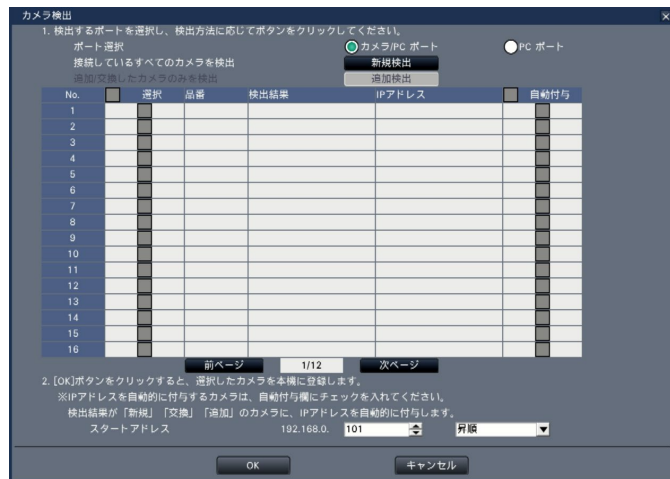 カメラ検出
1. 検出するポートを選択し、検出方法に応じてボタンをクリックしてください。
ポート選択 カメラ/PC ポート PC ポート
接続しているすべてのカメラを検出 新規検出
追加/交換したカメラのみを検出 追加検出
No. 選択 品番 検出結果 IPアドレス 自動付与
1
2
3
4
5
6
7
8
9
10
11
12
13
14
15
16
前ページ 1/12 次ページ
2. [OK]ボタンをクリックすると、選択したカメラを本機に登録します。
※IPアドレスを自動的に付与するカメラは、自動付与欄にチェックを入れてください。
検出結果が「新規」「交換」「追加」のカメラに、IPアドレスを自動的に付与します。
スタートアドレス 192.168.0. 101 昇順
OK キャンセル